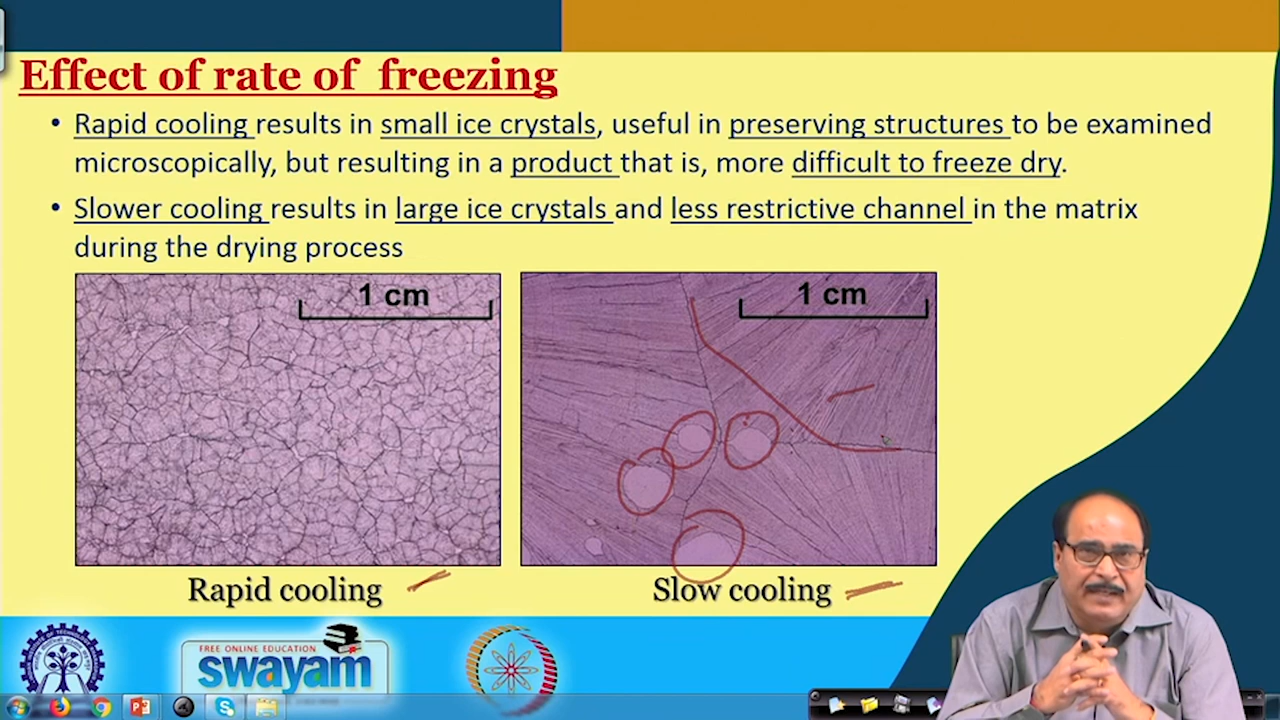 Effect of rate of freezing
• Rapid cooling results in small ice crystals, useful in preserving structures to be examined
microscopically, but resulting in a product that is, more difficult to freeze dry.
• Slower cooling results in large ice crystals and less restrictive channel in the matrix
during the drying process
1 cm
1 cm
Rapid cooling
Slow cooling
FREE ONLINE EDUCATION
swayam